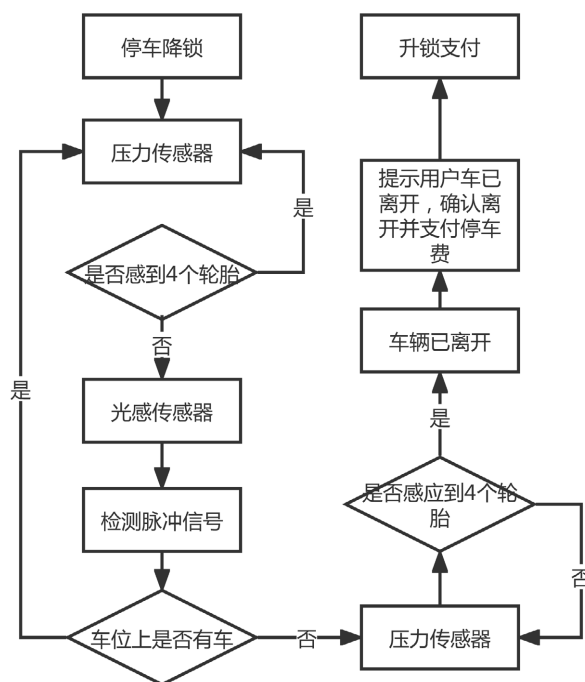 停车降锁
压力传感器
是
是否感到4个轮胎
否
是
光感传感器
检测脉冲信号
车位上是否有车
否
升锁支付
提示用户车已
离开，确认离
开并支付停车
费
车辆已离开
是
是否感应到4个轮
胎
否
压力传感器